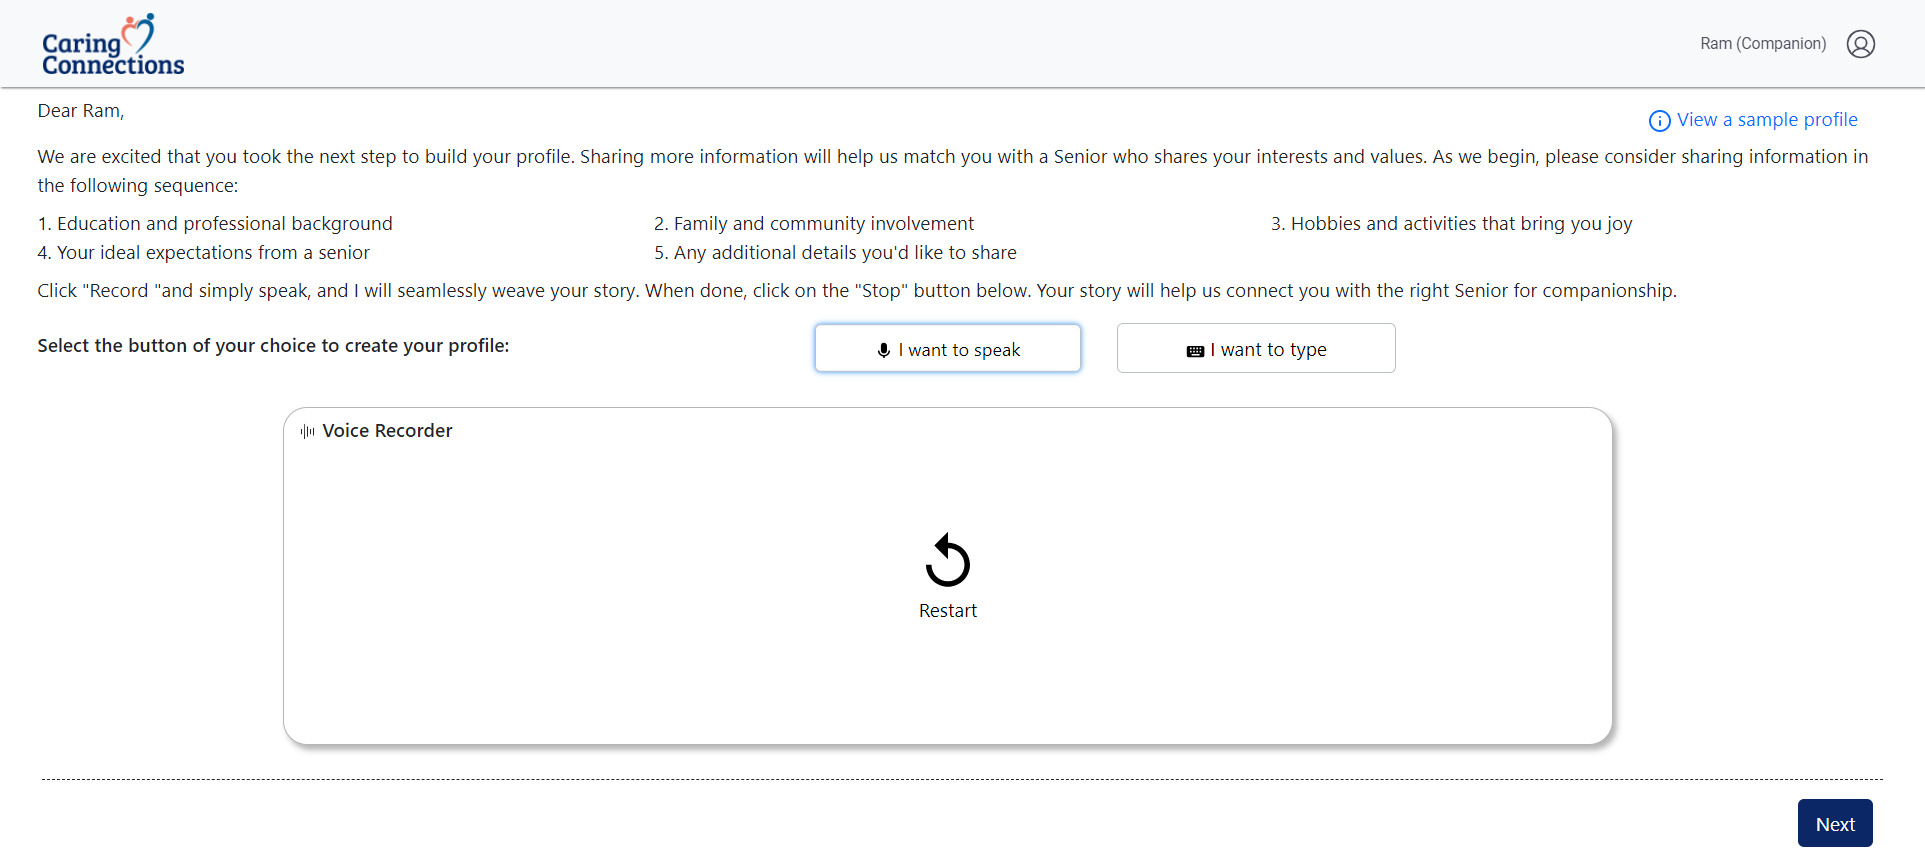 Caring
Connections
Ram (Companion)
Dear Ram,
View a sample profile
We are excited that you took the next step to build your profile. Sharing more information will help us match you with a Senior who shares your interests and values. As we begin, please consider sharing information in
the following sequence:
1. Education and professional background
2. Family and community involvement
3. Hobbies and activities that bring you joy
4. Your ideal expectations from a senior
5. Any additional details you'd like to share
Click "Record "and simply speak, and I will seamlessly weave your story. When done, click on the "Stop" button below. Your story will help us connect you with the right Senior for companionship.
Select the button of your choice to create your profile:
I want to speak
I want to type
Voice Recorder
Restart
Next